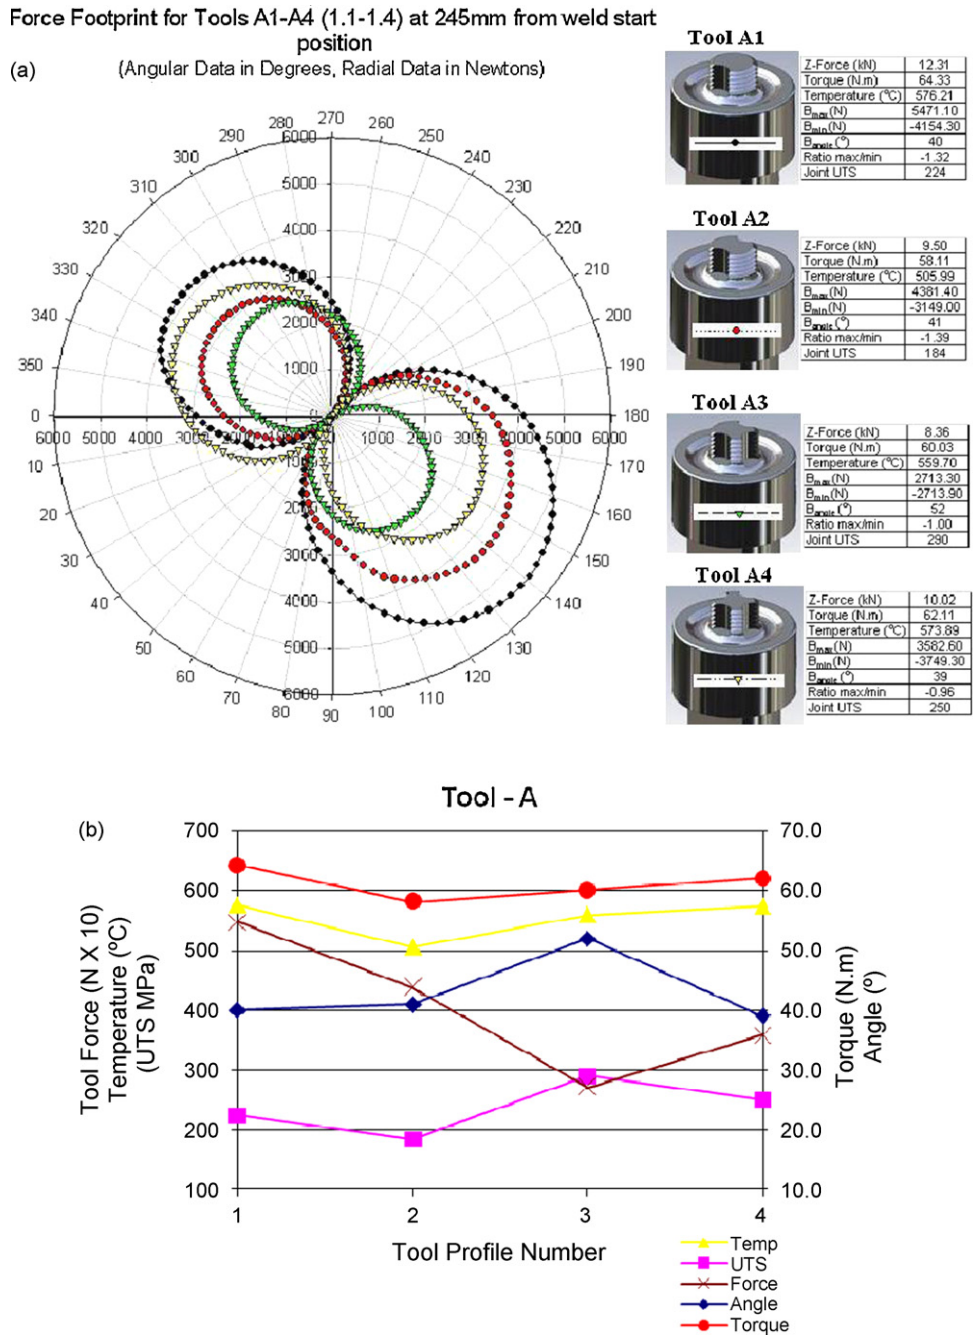 Force Footprint for Tools A1-A4 (1.1-1.4) at 245mm from weld start
position
(a)
(Angular Data in Degrees, Radial Data in Newtons)
270
280
260
290
250
300
240
310
230
320
220
330
210
340
200
350
190
0
180
10
170
20
160
30
150
40
140
50
60
120
70
110
80
100
90
6000
5000
4000
3000
2000
1000
6000 5000 4000 3000 2000 1000
0
1000 2000 3000 4000 5000 6000
1000
2000
3000
4000
5000
6000
Tool A1
Z-Force (kN) 12.31
Torque (N.m) 64.33
Temperature (°C) 576.21
Bmax(N) 5471.10
Bmin(N) -4154.30
Bangle(°) 40
Ratio max/min -1.32
Joint UTS 224
Tool A2
Z-Force (kN) 9.50
Torque (N.m) 58.11
Temperature (°C) 505.99
Bmax(N) 4381.40
Bmin(N) -3149.00
Bangle(°) 41
Ratio max/min -1.39
Joint UTS 184
Tool A3
Z-Force (kN) 8.36
Torque (N.m) 60.03
Temperature (°C) 559.70
Bmax(N) 2713.30
Bmin(N) -2713.90
Bangle(°) 52
Ratio max/min -1.00
Joint UTS 290
Tool A4
Z-Force (kN) 10.02
Torque (N.m) 62.11
Temperature (°C) 573.89
Bmax(N) 3582.60
Bmin(N) -3749.30
Bangle (°) 39
Ratio max/min -0.96
Joint UTS 250
Tool - A
(b)
700
600
500
400
300
200
100
Tool Force (N X 10)
Temperature (ºC)
(UTS MPa)
70.0
60.0
50.0
40.0
30.0
20.0
10.0
Torque (N.m)
Angle (º)
1 2 3 4
Tool Profile Number
Temp
UTS
Force
Angle
Torque